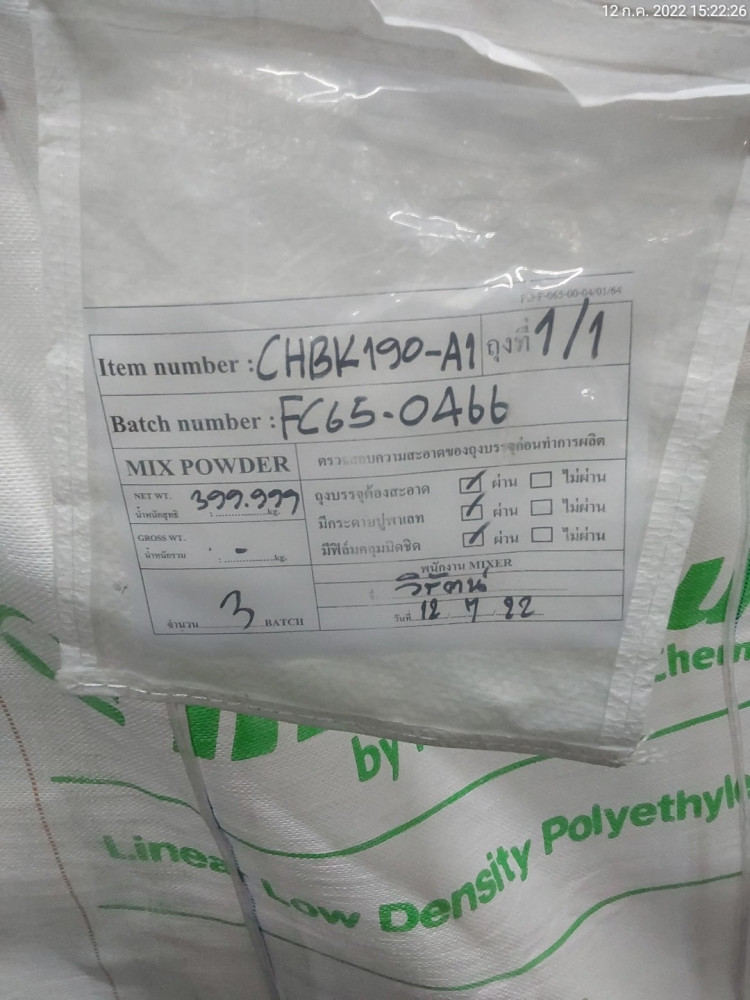 12 ก.ค. 2022 15:22:26
Item number : CHBK190-A1 ถุงที่ 1/1
Batch number : FC65-0466
MIX POWDER
ตรวจสอบความสะอาดของถุงบรรจุก่อนทำการผลิต
NET WT.
น้ำหนักสุทธิ : 399.999 kg.
ถุงบรรจุต้องสะอาด ☑ ผ่าน ☐ ไม่ผ่าน
มีกระดาษปูพาเลท ☑ ผ่าน ☐ ไม่ผ่าน
GROSS WT.
น้ำหนักรวม : - kg.
มีฟิล์มคลุมมิดชิด ☑ ผ่าน ☐ ไม่ผ่าน
พนักงาน MIXER
วิรัตน์
จำนวน 3 BATCH
วันที่ 12 7 22
by
Linear Low Density Polyethyl